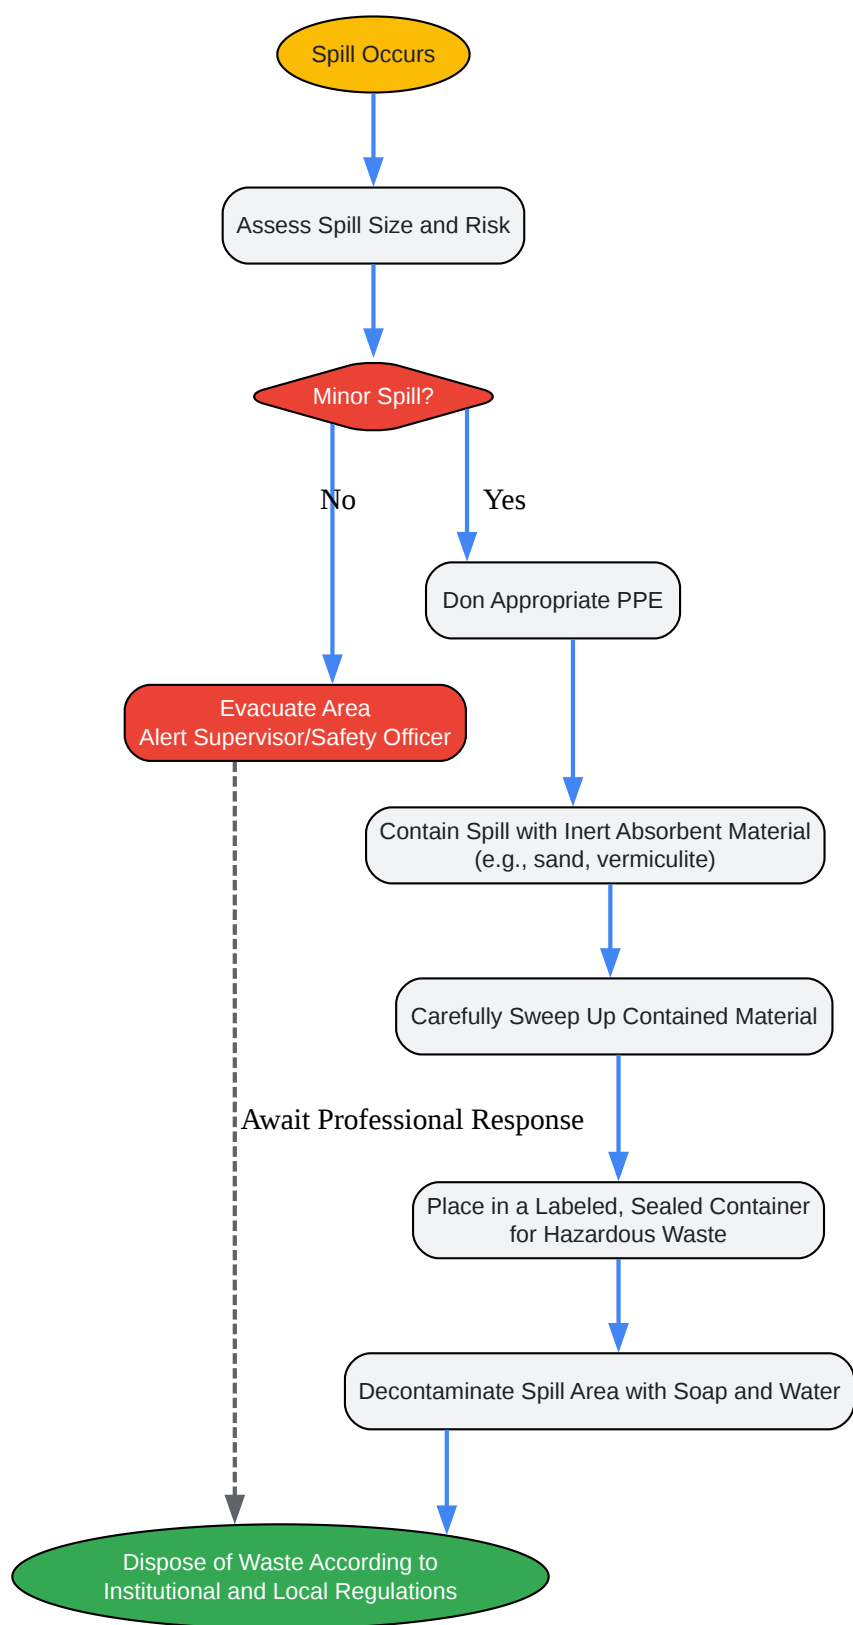 Spill Occurs
Assess Spill Size and Risk
Minor Spill?
No
Yes
Don Appropriate PPE
Evacuate Area
Alert Supervisor/Safety Officer
Contain Spill with Inert Absorbent Material
(e.g., sand, vermiculite)
Carefully Sweep Up Contained Material
Await Professional Response
Place in a Labeled, Sealed Container
for Hazardous Waste
Decontaminate Spill Area with Soap and Water
Dispose of Waste According to
Institutional and Local Regulations